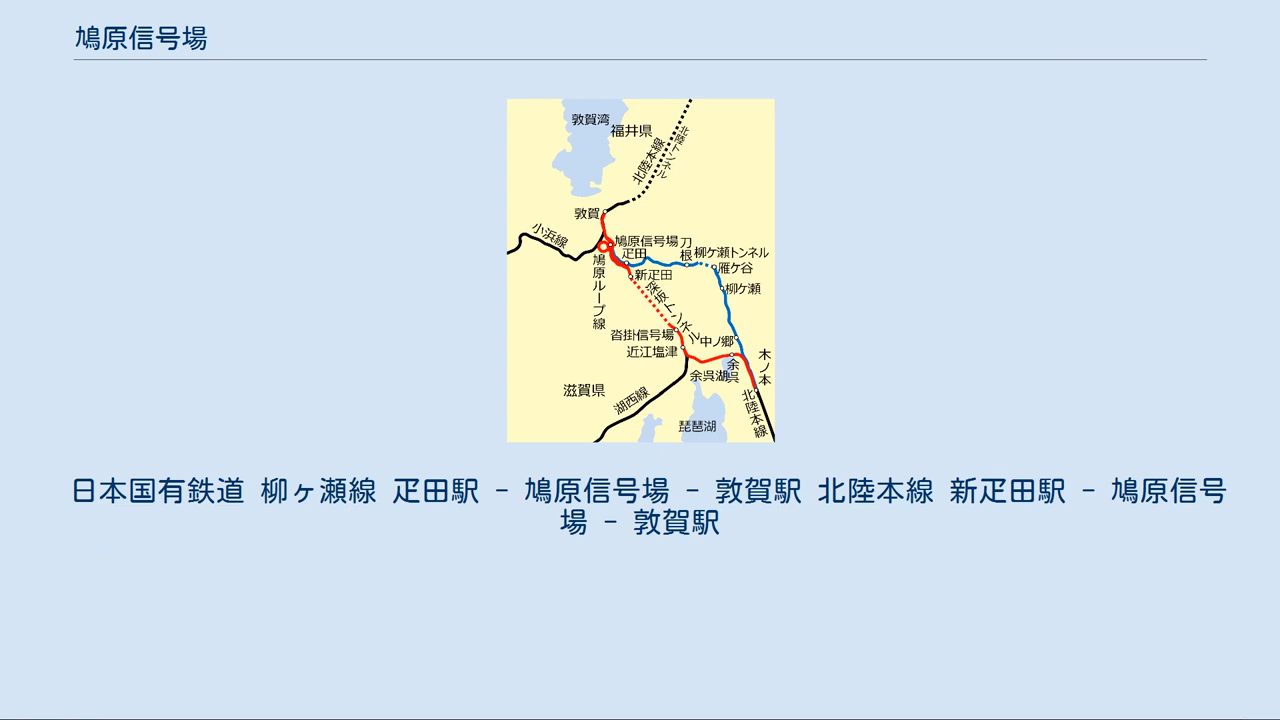 鳩原信号場
敦賀湾
福井県
北陸本線
北陸トンネル
敦賀
小浜線
鳩原信号場
刀根
柳ケ瀬トンネル
疋田
雁ケ谷
鳩原ループ線
新疋田
柳ケ瀬
深坂トンネル
沓掛信号場
中ノ郷
近江塩津
余呉
木ノ本
余呉湖
滋賀県
湖西線
北陸本線
琵琶湖
日本国有鉄道 柳ヶ瀬線 疋田駅 - 鳩原信号場 - 敦賀駅 北陸本線 新疋田駅 - 鳩原信号
場 - 敦賀駅